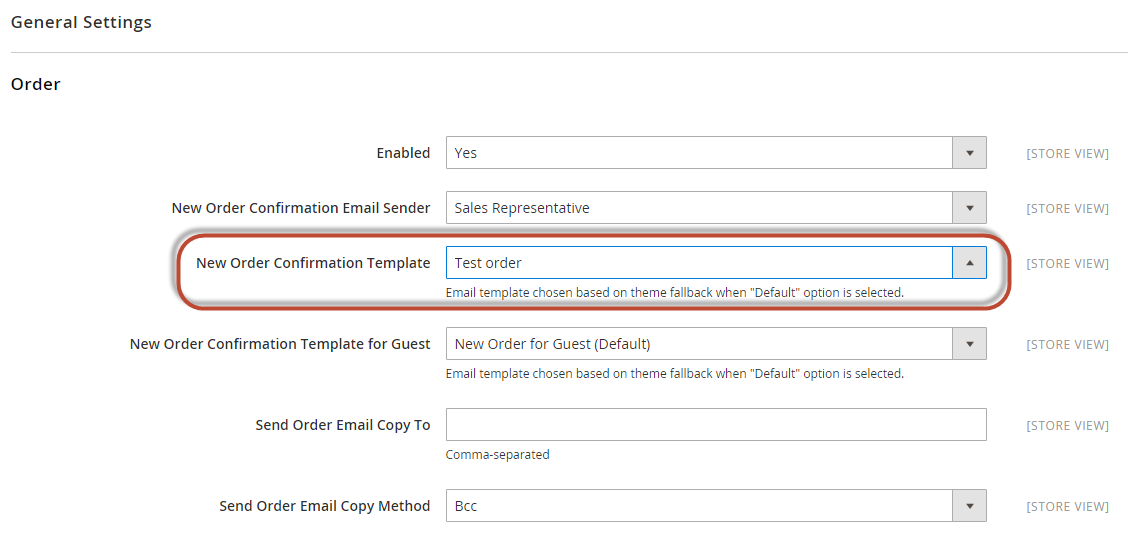 General Settings
Order
Enabled Yes [STORE VIEW]
New Order Confirmation Email Sender Sales Representative [STORE VIEW]
New Order Confirmation Template Test order [STORE VIEW]
Email template chosen based on theme fallback when "Default" option is selected.
New Order Confirmation Template for Guest New Order for Guest (Default) [STORE VIEW]
Email template chosen based on theme fallback when "Default" option is selected.
Send Order Email Copy To [STORE VIEW]
Comma-separated
Send Order Email Copy Method Bcc [STORE VIEW]